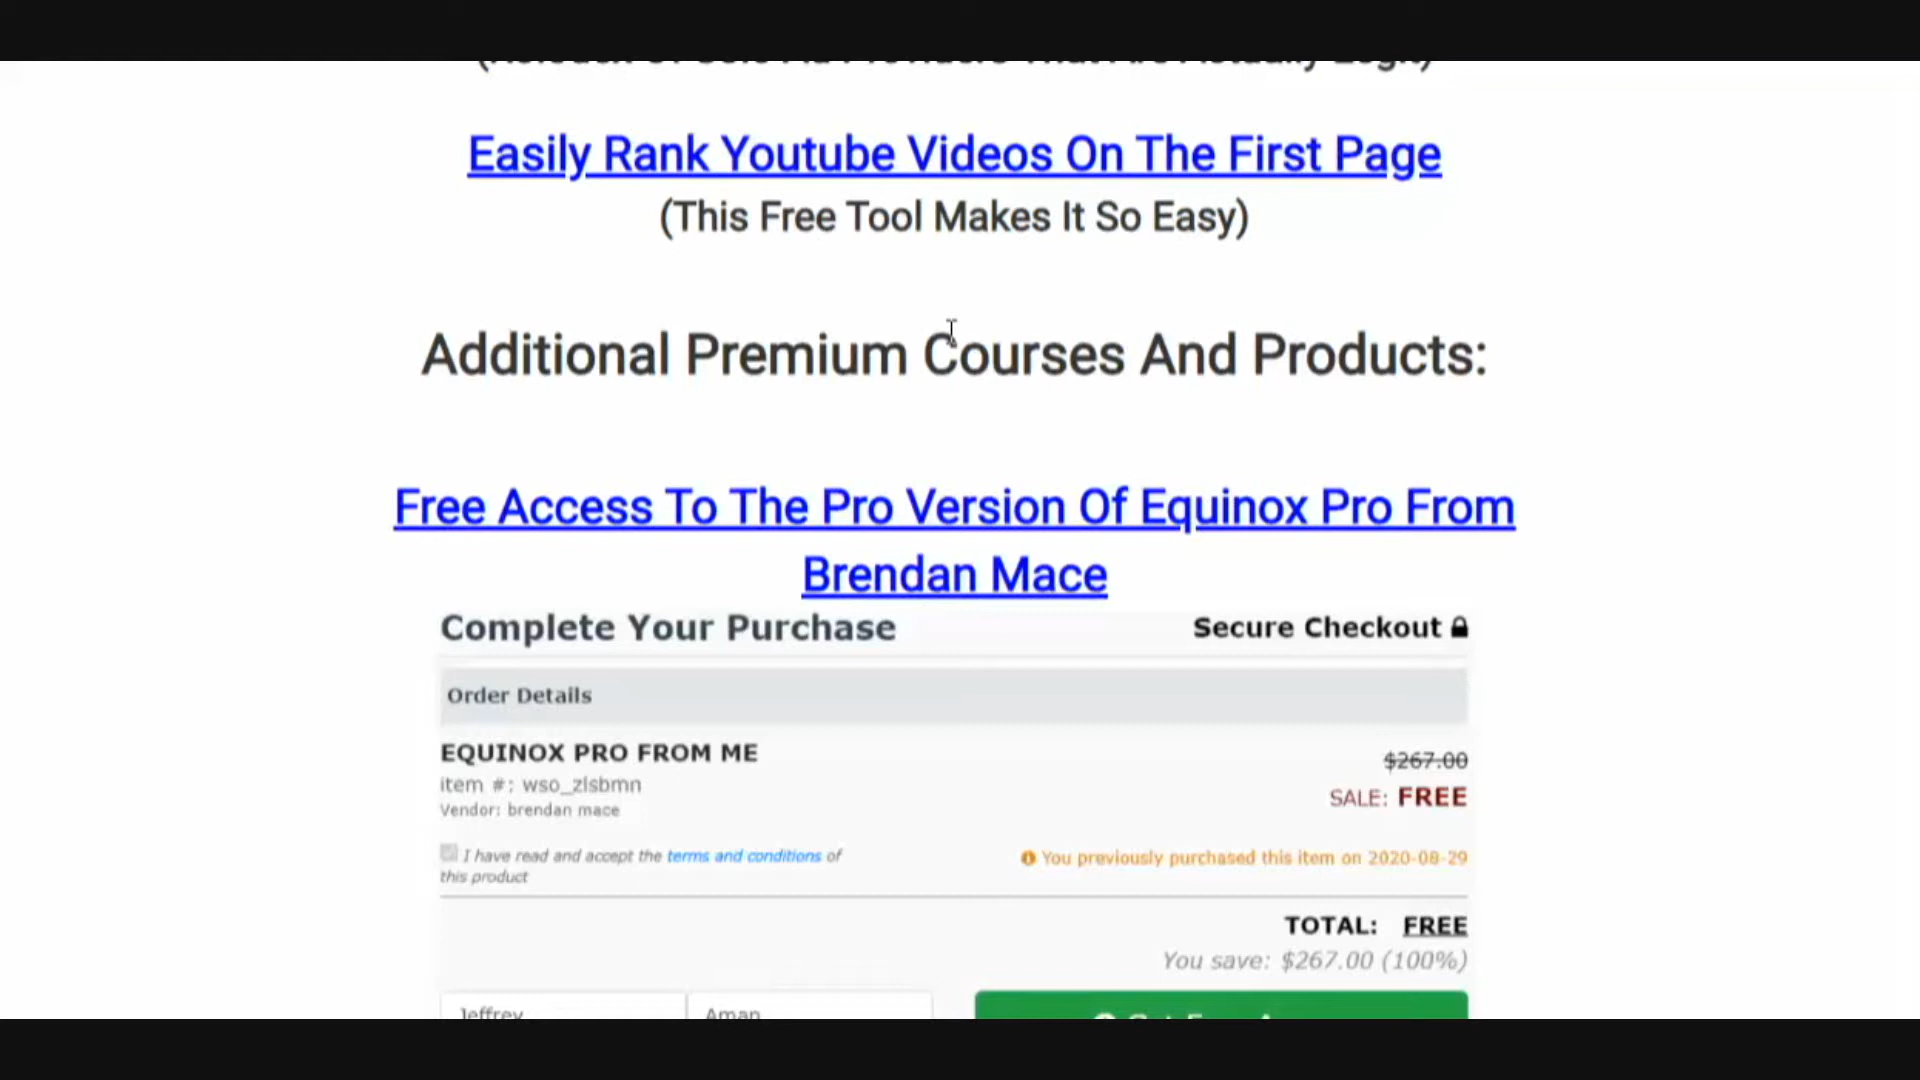 Easily Rank Youtube Videos On The First Page
(This Free Tool Makes It So Easy)
Additional Premium Courses And Products:
Free Access To The Pro Version Of Equinox Pro From
Brendan Mace
Complete Your Purchase
Secure Checkout
Order Details
EQUINOX PRO FROM ME
$267.00
item #: wso_zlsbmn
SALE: FREE
Vendor: brendan mace
I have read and accept the terms and conditions of
this product
You previously purchased this item on 2020-08-29
TOTAL: FREE
You save: $267.00 (100%)
Jeffrey
Aman